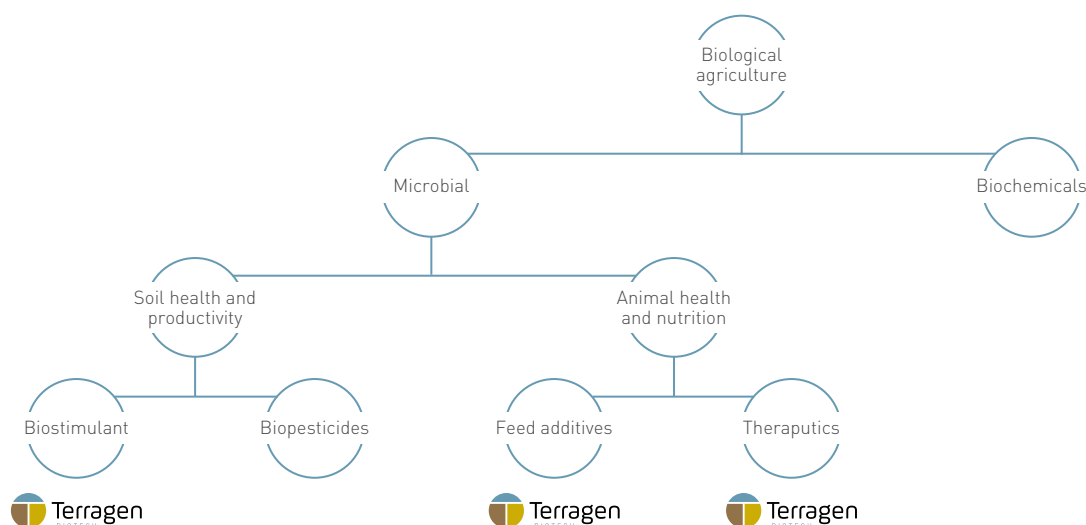 Biological
agriculture
Microbial
Biochemicals
Soil health and
productivity
Animal health
and nutrition
Biostimulant
Biopesticides
Feed additives
Theraputics
Terragen
Terragen
Terragen